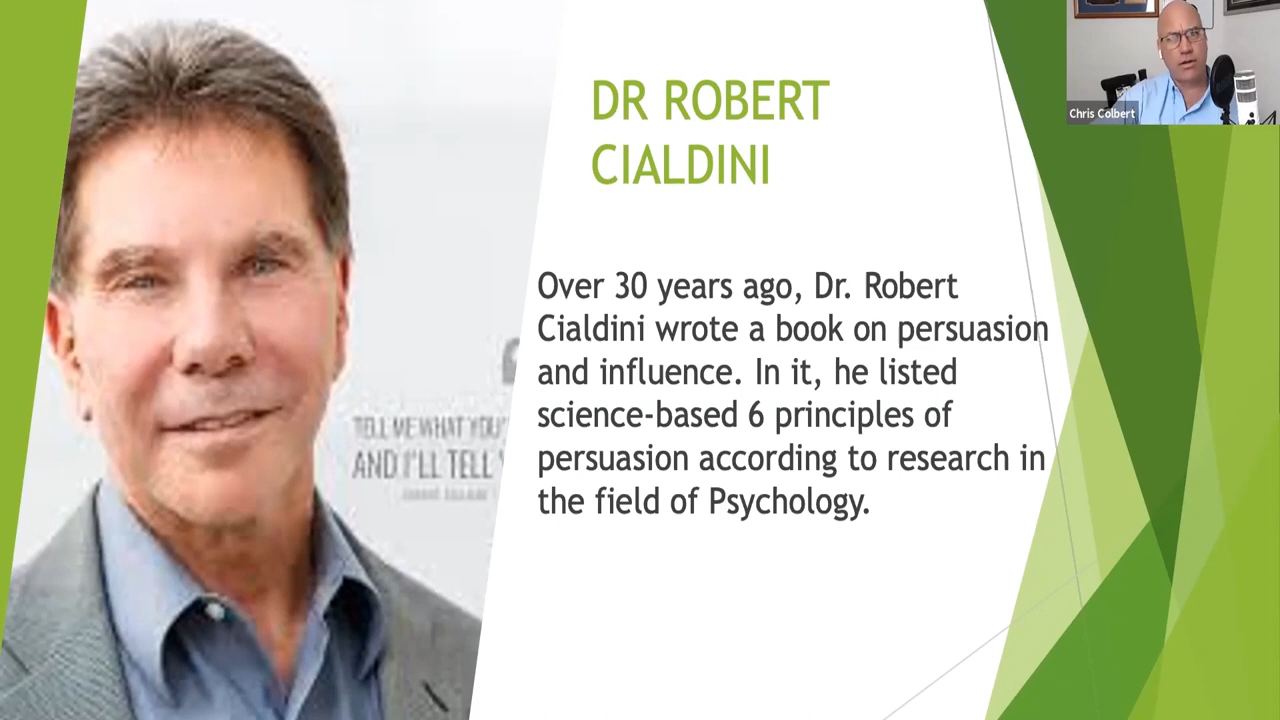 DR ROBERT
CIALDINI
Over 30 years ago, Dr. Robert
Cialdini wrote a book on persuasion
and influence. In it, he listed
science-based 6 principles of
persuasion according to research in
the field of Psychology.
TELL ME WHAT YOU
AND I'LL TELL
Chris Colbert